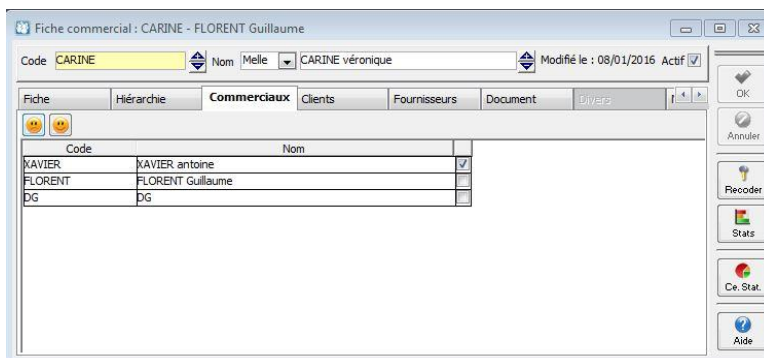 Fiche commercial : CARINE - FLORENT Guillaume
Code CARINE Nom Melle CARINE véronique Modifié le : 08/01/2016 Actif
Fiche Hiérarchie Commerciaux Clients Fournisseurs Document Divers
Code Nom
XAVIER XAVIER antoine
FLORENT FLORENT Guillaume
DG DG
OK
Annuler
Recoder
Stats
Ce. Stat.
Aide